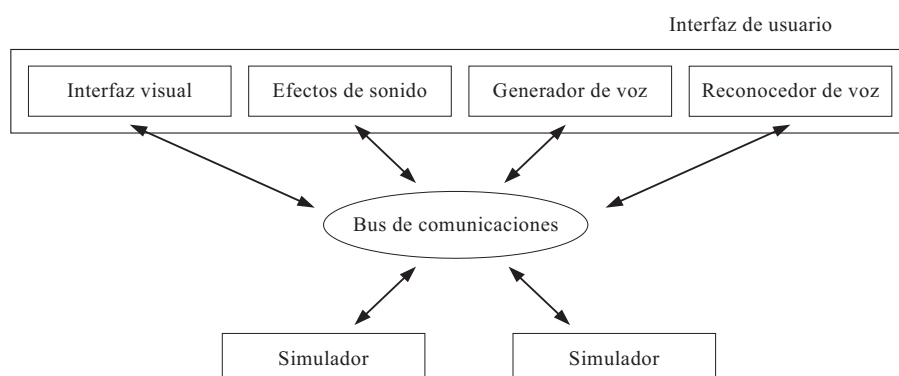 Interfaz de usuario
Interfaz visual
Efectos de sonido
Generador de voz
Reconocedor de voz
Bus de comunicaciones
Simulador
Simulador